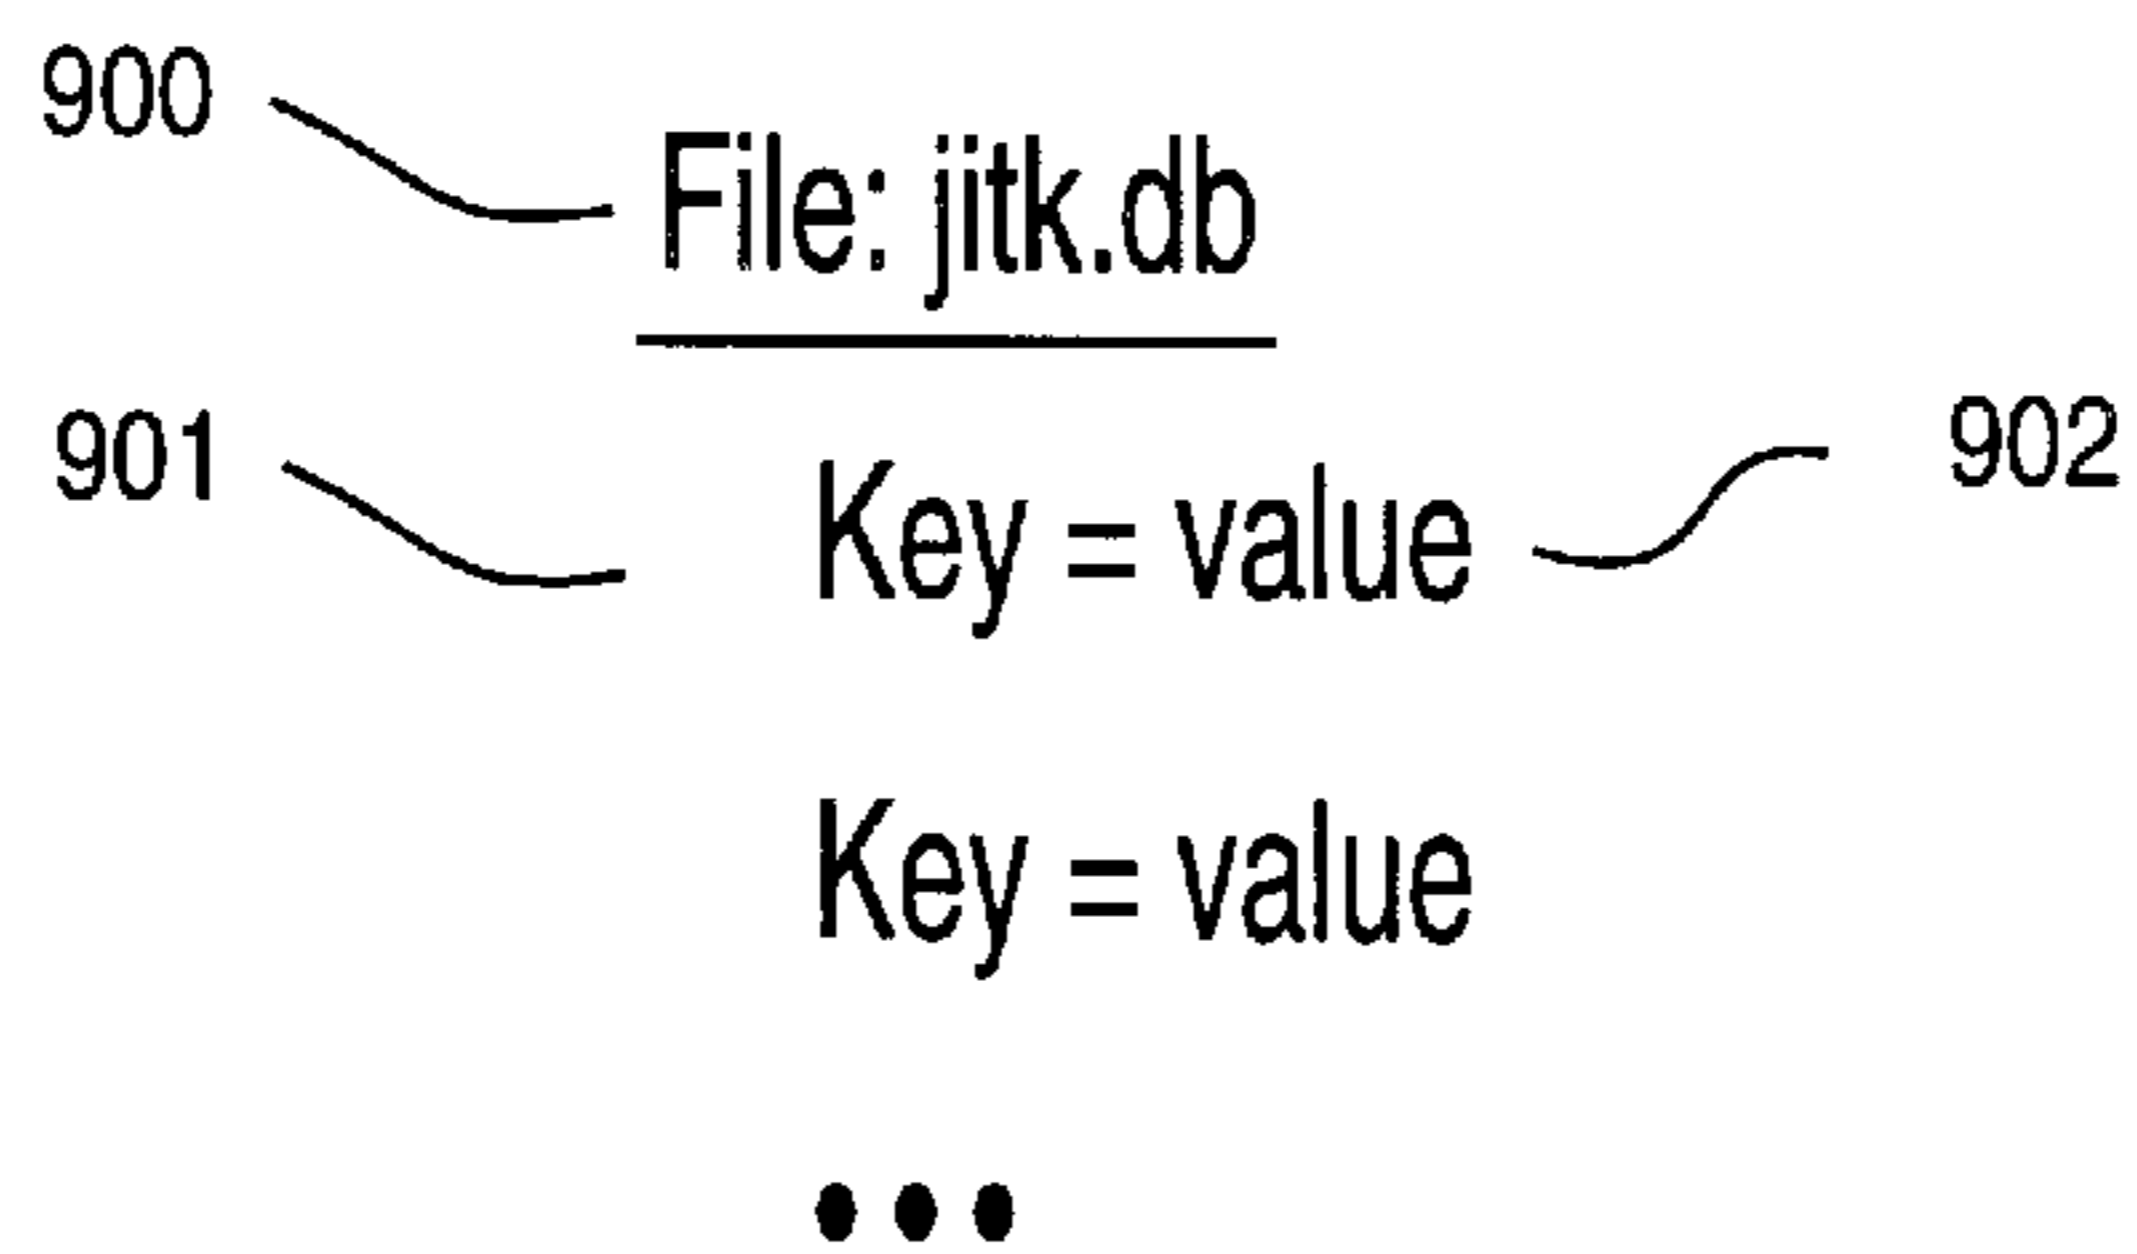 900
File: jitk.db
901
902
Key = value
Key = value
•••